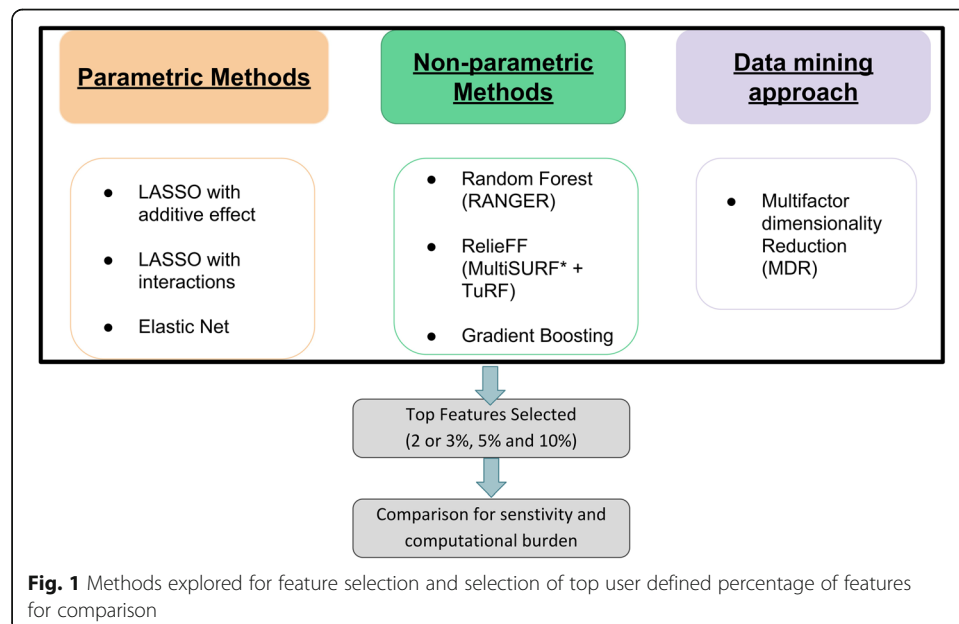 Parametric Methods
Non-parametric
Methods
Data mining
approach
● LASSO with
additive effect
● LASSO with
interactions
● Elastic Net
● Random Forest
(RANGER)
● RelieFF
(MultiSURF* +
TuRF)
● Gradient Boosting
● Multifactor
dimensionality
Reduction
(MDR)
Top Features Selected
(2 or 3%, 5% and 10%)
Comparison for senstivity and
computational burden
Fig. 1 Methods explored for feature selection and selection of top user defined percentage of features
for comparison